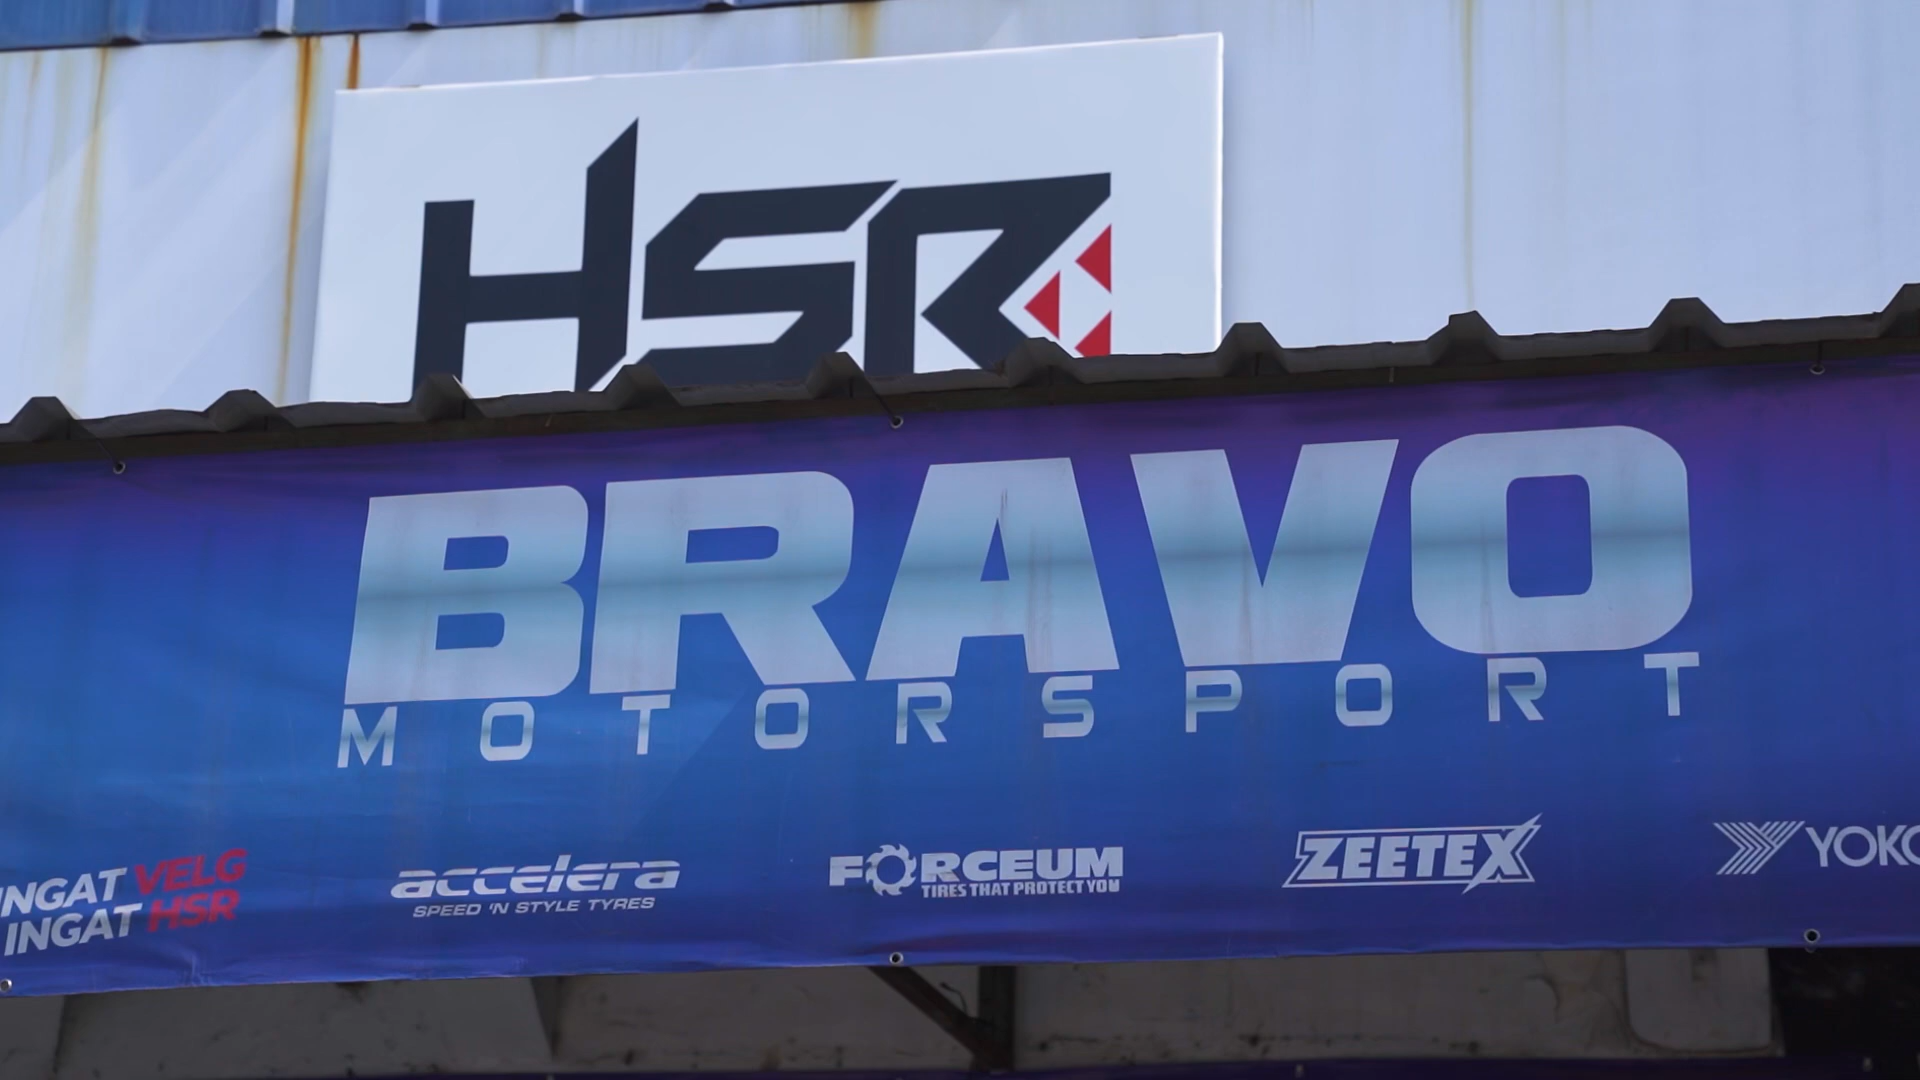 HSR
BRAVO
MOTORSPORT
INGAT VELG
INGAT HSR
accelera
SPEED 'N STYLE TYRES
FORCEUM
TIRES THAT PROTECT YOU
ZEETEX